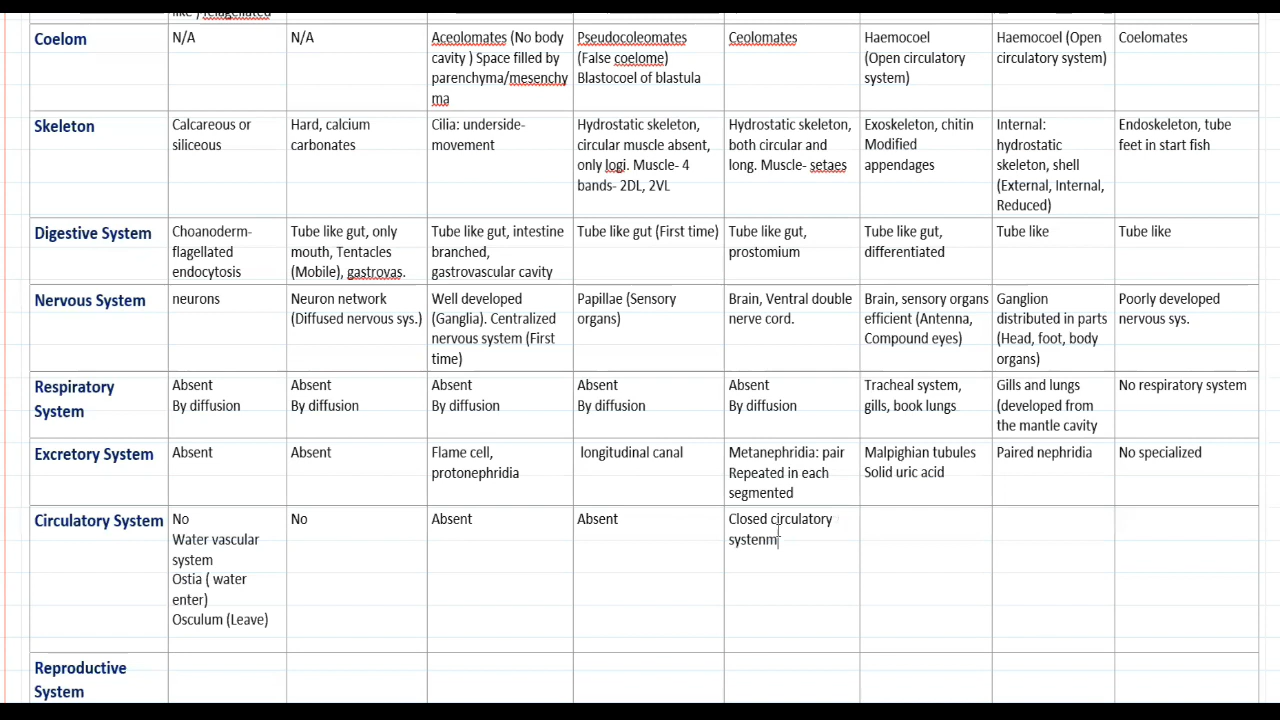 like ) relagellated
Coelom
N/A
N/A
Aceolomates (No body
cavity ) Space filled by
parenchyma/mesenchy
ma
Pseudocoleomates
(False coelome)
Blastocoel of blastula
Ceolomates
Haemocoel
(Open circulatory
system)
Haemocoel (Open
circulatory system)
Coelomates
Skeleton
Calcareous or
siliceous
Hard, calcium
carbonates
Cilia: underside-
movement
Hydrostatic skeleton,
circular muscle absent,
only logi. Muscle- 4
bands- 2DL, 2VL
Hydrostatic skeleton,
both circular and
long. Muscle- setaes
Exoskeleton, chitin
Modified
appendages
Internal:
hydrostatic
skeleton, shell
(External, Internal,
Reduced)
Endoskeleton, tube
feet in start fish
Digestive System
Choanoderm-
flagellated
endocytosis
Tube like gut, only
mouth, Tentacles
(Mobile), gastrovas.
Tube like gut, intestine
branched,
gastrovascular cavity
Tube like gut (First time)
Tube like gut,
prostomium
Tube like gut,
differentiated
Tube like
Tube like
Nervous System
neurons
Neuron network
(Diffused nervous sys.)
Well developed
(Ganglia). Centralized
nervous system (First
time)
Papillae (Sensory
organs)
Brain, Ventral double
nerve cord.
Brain, sensory organs
efficient (Antenna,
Compound eyes)
Ganglion
distributed in parts
(Head, foot, body
organs)
Poorly developed
nervous sys.
Respiratory
System
Absent
By diffusion
Absent
By diffusion
Absent
By diffusion
Absent
By diffusion
Absent
By diffusion
Tracheal system,
gills, book lungs
Gills and lungs
(developed from
the mantle cavity
No respiratory system
Excretory System
Absent
Absent
Flame cell,
protonephridia
longitudinal canal
Metanephridia: pair
Repeated in each
segmented
Malpighian tubules
Solid uric acid
Paired nephridia
No specialized
Circulatory System
No
Water vascular
system
Ostia ( water
enter)
Osculum (Leave)
No
Absent
Absent
Closed circulatory
systenm
Reproductive
System